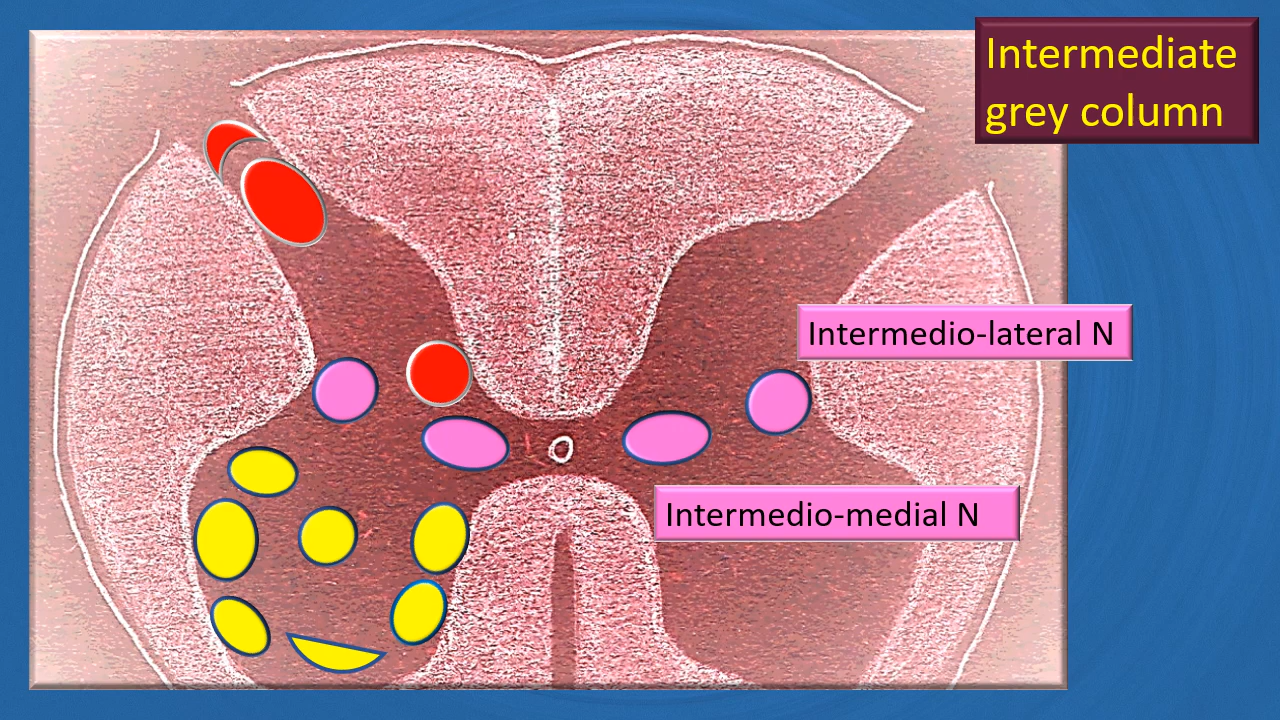 Intermediate
grey column
Intermedio-lateral N
Intermedio-medial N